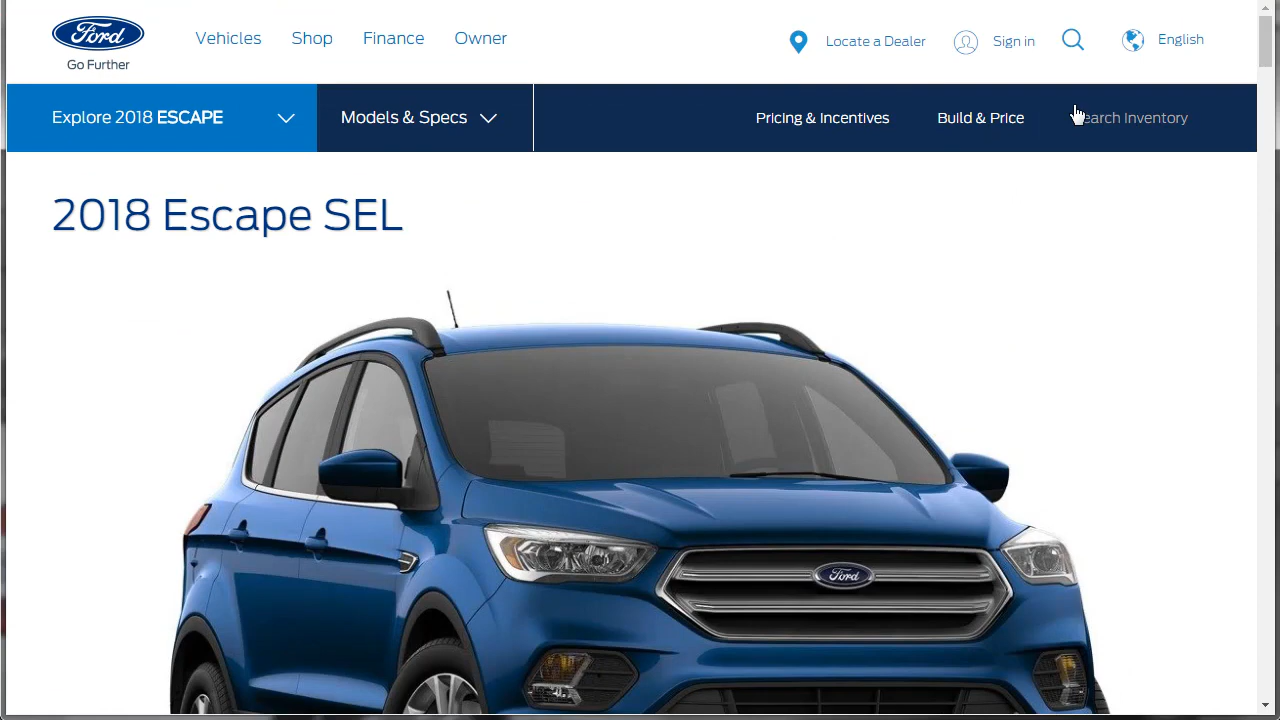 Ford
Go Further
Vehicles
Shop
Finance
Owner
Locate a Dealer
Sign in
English
Explore 2018 ESCAPE
Models & Specs
Pricing & Incentives
Build & Price
earch Inventory
2018 Escape SEL
Ford